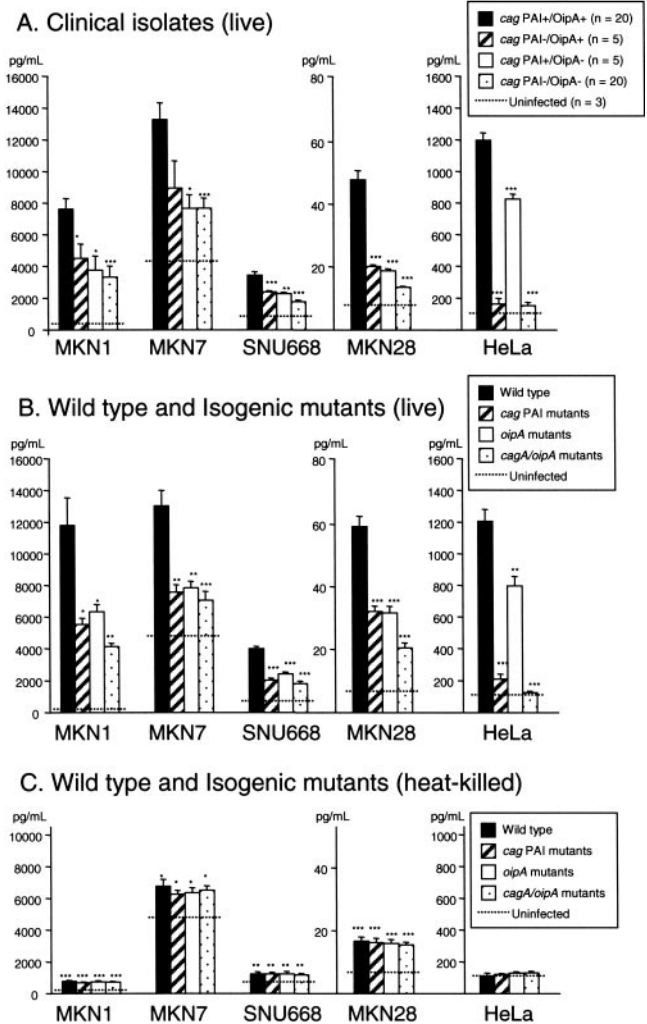 A. Clinical isolates (live)
cag PAI+/OipA+ (n = 20)
cag PAI-/OipA+ (n = 5)
cag PAI+/OipA- (n = 5)
cag PAI-/OipA- (n = 20)
Uninfected (n = 3)
pg/mL
pg/mL
pg/mL
16000
14000
12000
10000
8000
6000
4000
2000
0
80
60
40
20
1600
1400
1200
1000
800
600
400
200
0
* * ***
* ***
*** ** ***
*** *** ***
*** *** ***
MKN1 MKN7 SNU668 MKN28 HeLa
B. Wild type and Isogenic mutants (live)
Wild type
cag PAI mutants
oipA mutants
cagA/oipA mutants
Uninfected
pg/mL
pg/mL
pg/mL
16000
14000
12000
10000
8000
6000
4000
2000
0
80
60
40
20
1600
1400
1200
1000
800
600
400
200
0
* * **
** ** ***
*** *** ***
*** *** ***
*** ** ***
MKN1 MKN7 SNU668 MKN28 HeLa
C. Wild type and Isogenic mutants (heat-killed)
Wild type
cag PAI mutants
oipA mutants
cagA/oipA mutants
Uninfected
pg/mL
pg/mL
pg/mL
10000
8000
6000
4000
2000
0
40
20
1000
800
600
400
200
0
*** *** *** ***
* * * *
** ** ** **
*** *** *** ***
MKN1 MKN7 SNU668 MKN28 HeLa